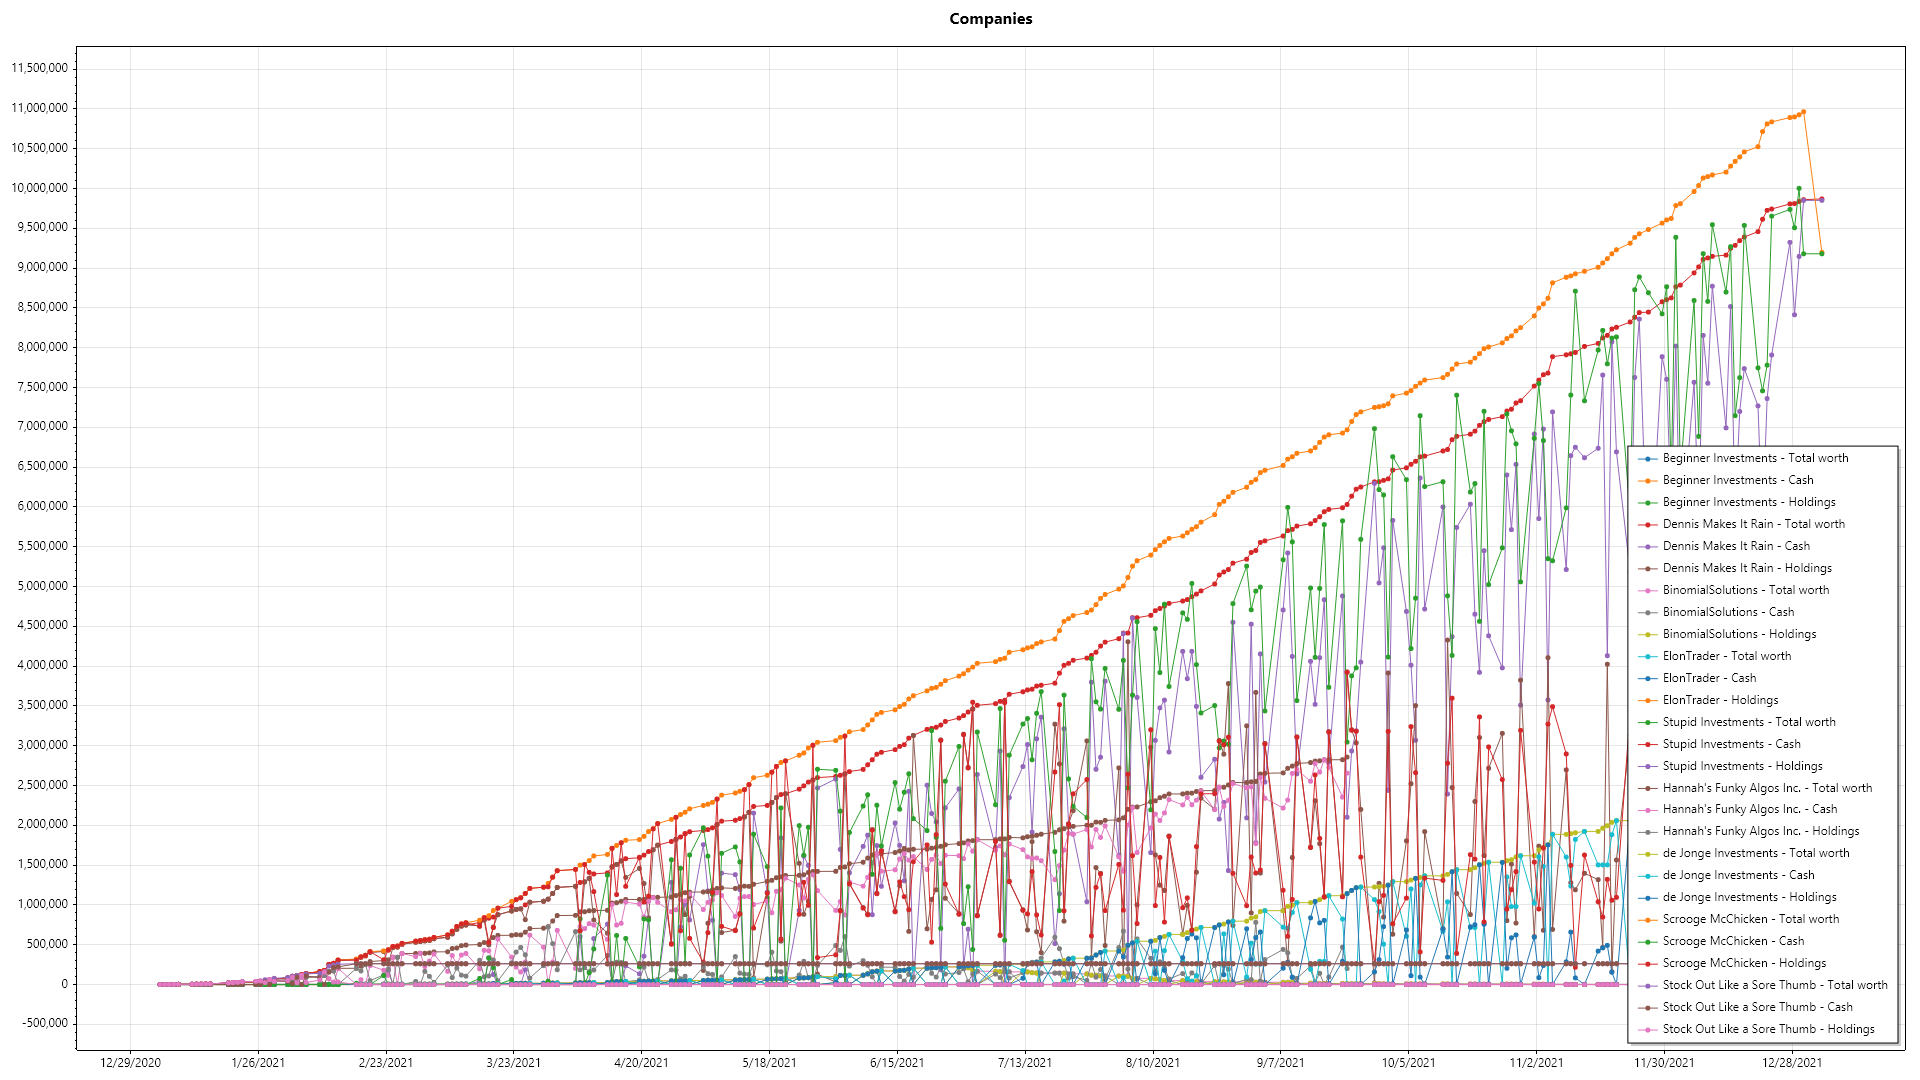 Companies
11,500,000
11,000,000
10,500,000
10,000,000
9,500,000
9,000,000
8,500,000
8,000,000
7,500,000
7,000,000
6,500,000
6,000,000
5,500,000
5,000,000
4,500,000
4,000,000
3,500,000
3,000,000
2,500,000
2,000,000
1,500,000
1,000,000
500,000
0
-500,000
12/29/2020 1/26/2021 2/23/2021 3/23/2021 4/20/2021 5/18/2021 6/15/2021 7/13/2021 8/10/2021 9/7/2021 10/5/2021 11/2/2021 11/30/2021 12/28/2021
Beginner Investments - Total worth
Beginner Investments - Cash
Beginner Investments - Holdings
Dennis Makes It Rain - Total worth
Dennis Makes It Rain - Cash
Dennis Makes It Rain - Holdings
BinomialSolutions - Total worth
BinomialSolutions - Cash
BinomialSolutions - Holdings
ElonTrader - Total worth
ElonTrader - Cash
ElonTrader - Holdings
Stupid Investments - Total worth
Stupid Investments - Cash
Stupid Investments - Holdings
Hannah's Funky Algos Inc. - Total worth
Hannah's Funky Algos Inc. - Cash
Hannah's Funky Algos Inc. - Holdings
de Jonge Investments - Total worth
de Jonge Investments - Cash
de Jonge Investments - Holdings
Scrooge McChicken - Total worth
Scrooge McChicken - Cash
Scrooge McChicken - Holdings
Stock Out Like a Sore Thumb - Total worth
Stock Out Like a Sore Thumb - Cash
Stock Out Like a Sore Thumb - Holdings